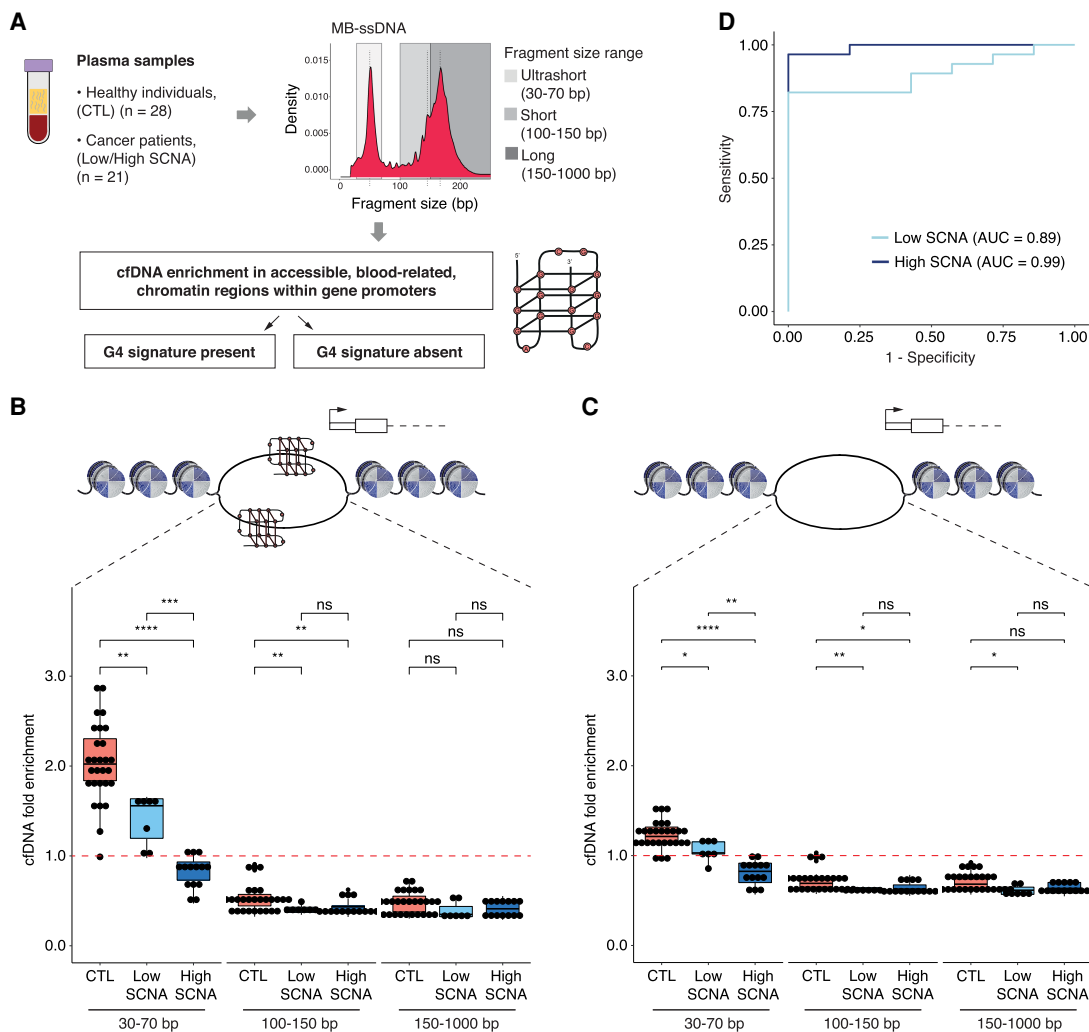 A
Plasma samples
• Healthy individuals,
(CTL) (n = 28)
• Cancer patients,
(Low/High SCNA)
(n = 21)
MB-ssDNA
Density
0.015
0.010
0.005
0.000
0
100
200
Fragment size (bp)
Fragment size range
Ultrashort
(30-70 bp)
Short
(100-150 bp)
Long
(150-1000 bp)
cfDNA enrichment in accessible, blood-related,
chromatin regions within gene promoters
G4 signature present
G4 signature absent
5'
3'
D
Sensitivity
1.00
0.75
0.50
0.25
0.00
Low SCNA (AUC = 0.89)
High SCNA (AUC = 0.99)
0.00
0.25
0.50
0.75
1.00
1 - Specificity
B
cfDNA fold enrichment
3.0
2.0
1.0
0.0
***
****
**
ns
**
**
ns
ns
ns
CTL
Low
SCNA
High
SCNA
CTL
Low
SCNA
High
SCNA
CTL
Low
SCNA
High
SCNA
30-70 bp
100-150 bp
150-1000 bp
C
cfDNA fold enrichment
3.0
2.0
1.0
0.0
**
****
*
ns
*
**
ns
ns
*
CTL
Low
SCNA
High
SCNA
CTL
Low
SCNA
High
SCNA
CTL
Low
SCNA
High
SCNA
30-70 bp
100-150 bp
150-1000 bp